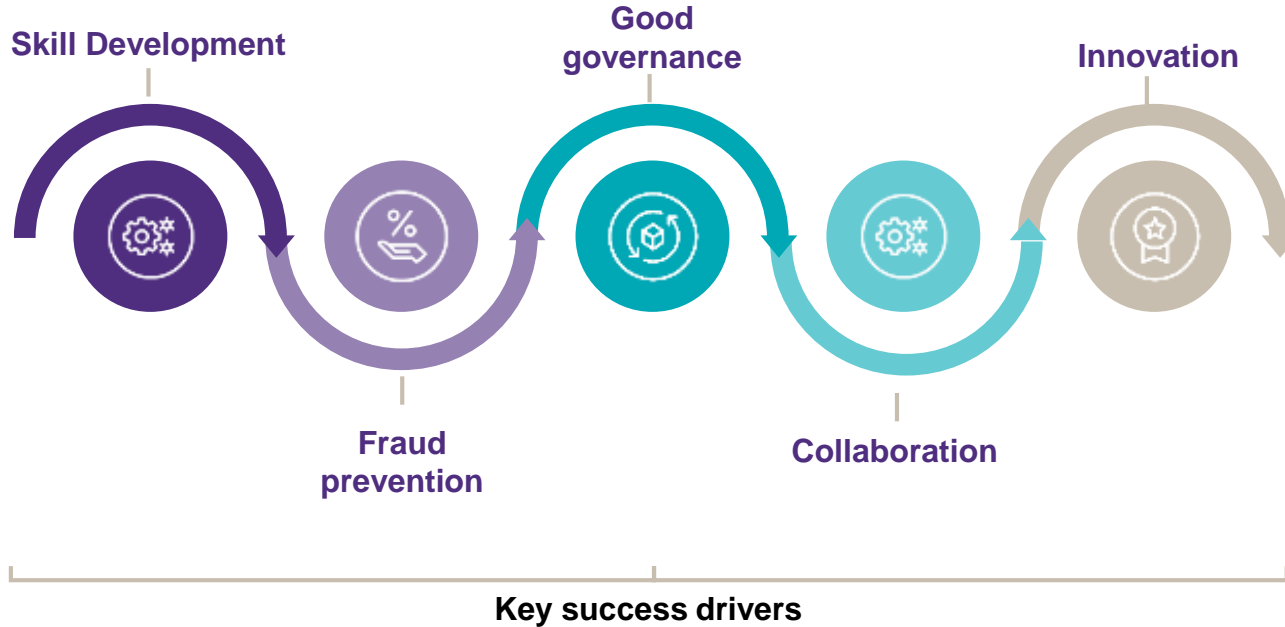 Skill Development
Good
governance
Innovation
%
Fraud
prevention
Collaboration
Key success drivers